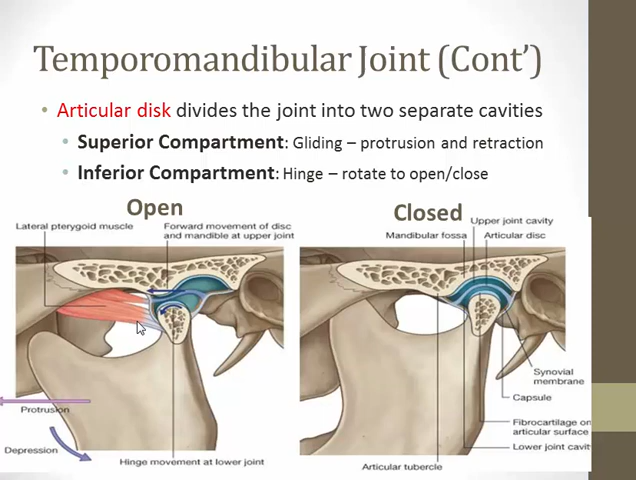 Temporomandibular Joint (Cont')
• Articular disk divides the joint into two separate cavities
• Superior Compartment: Gliding – protrusion and retraction
• Inferior Compartment: Hinge – rotate to open/close
Open
Lateral pterygoid muscle
Forward movement of disc
and mandible at upper joint
Protrusion
Depression
Hinge movement at lower joint
Closed
Upper joint cavity
Mandibular fossa
Articular disc
Synovial
membrane
Capsule
Fibrocartilage on
articular surface
Lower joint cavit
Articular tubercle